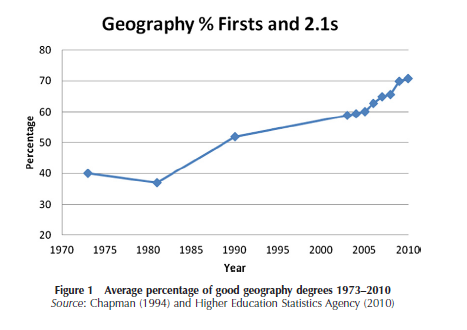 Geography % Firsts and 2.1s
80
70
60
50
40
30
20
Percentage
1970 1975 1980 1985 1990 1995 2000 2005 2010
Year
Figure 1 Average percentage of good geography degrees 1973–2010
Source: Chapman (1994) and Higher Education Statistics Agency (2010)